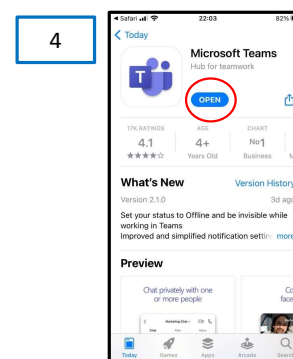 4
Safari 22:03 82%
Today
Microsoft Teams
Hub for teamwork
T
OPEN
17K RATINGS AGE CHART
4.1 4+ No1
★★★★☆ Years Old Business
What's New Version History
Version 2.1.0 3d ago
Set your status to Offline and be invisible while
working in Teams
Improved and simplified notification settin more
Preview
Chat privately with one
or more people
Today Games Apps Arcade Search